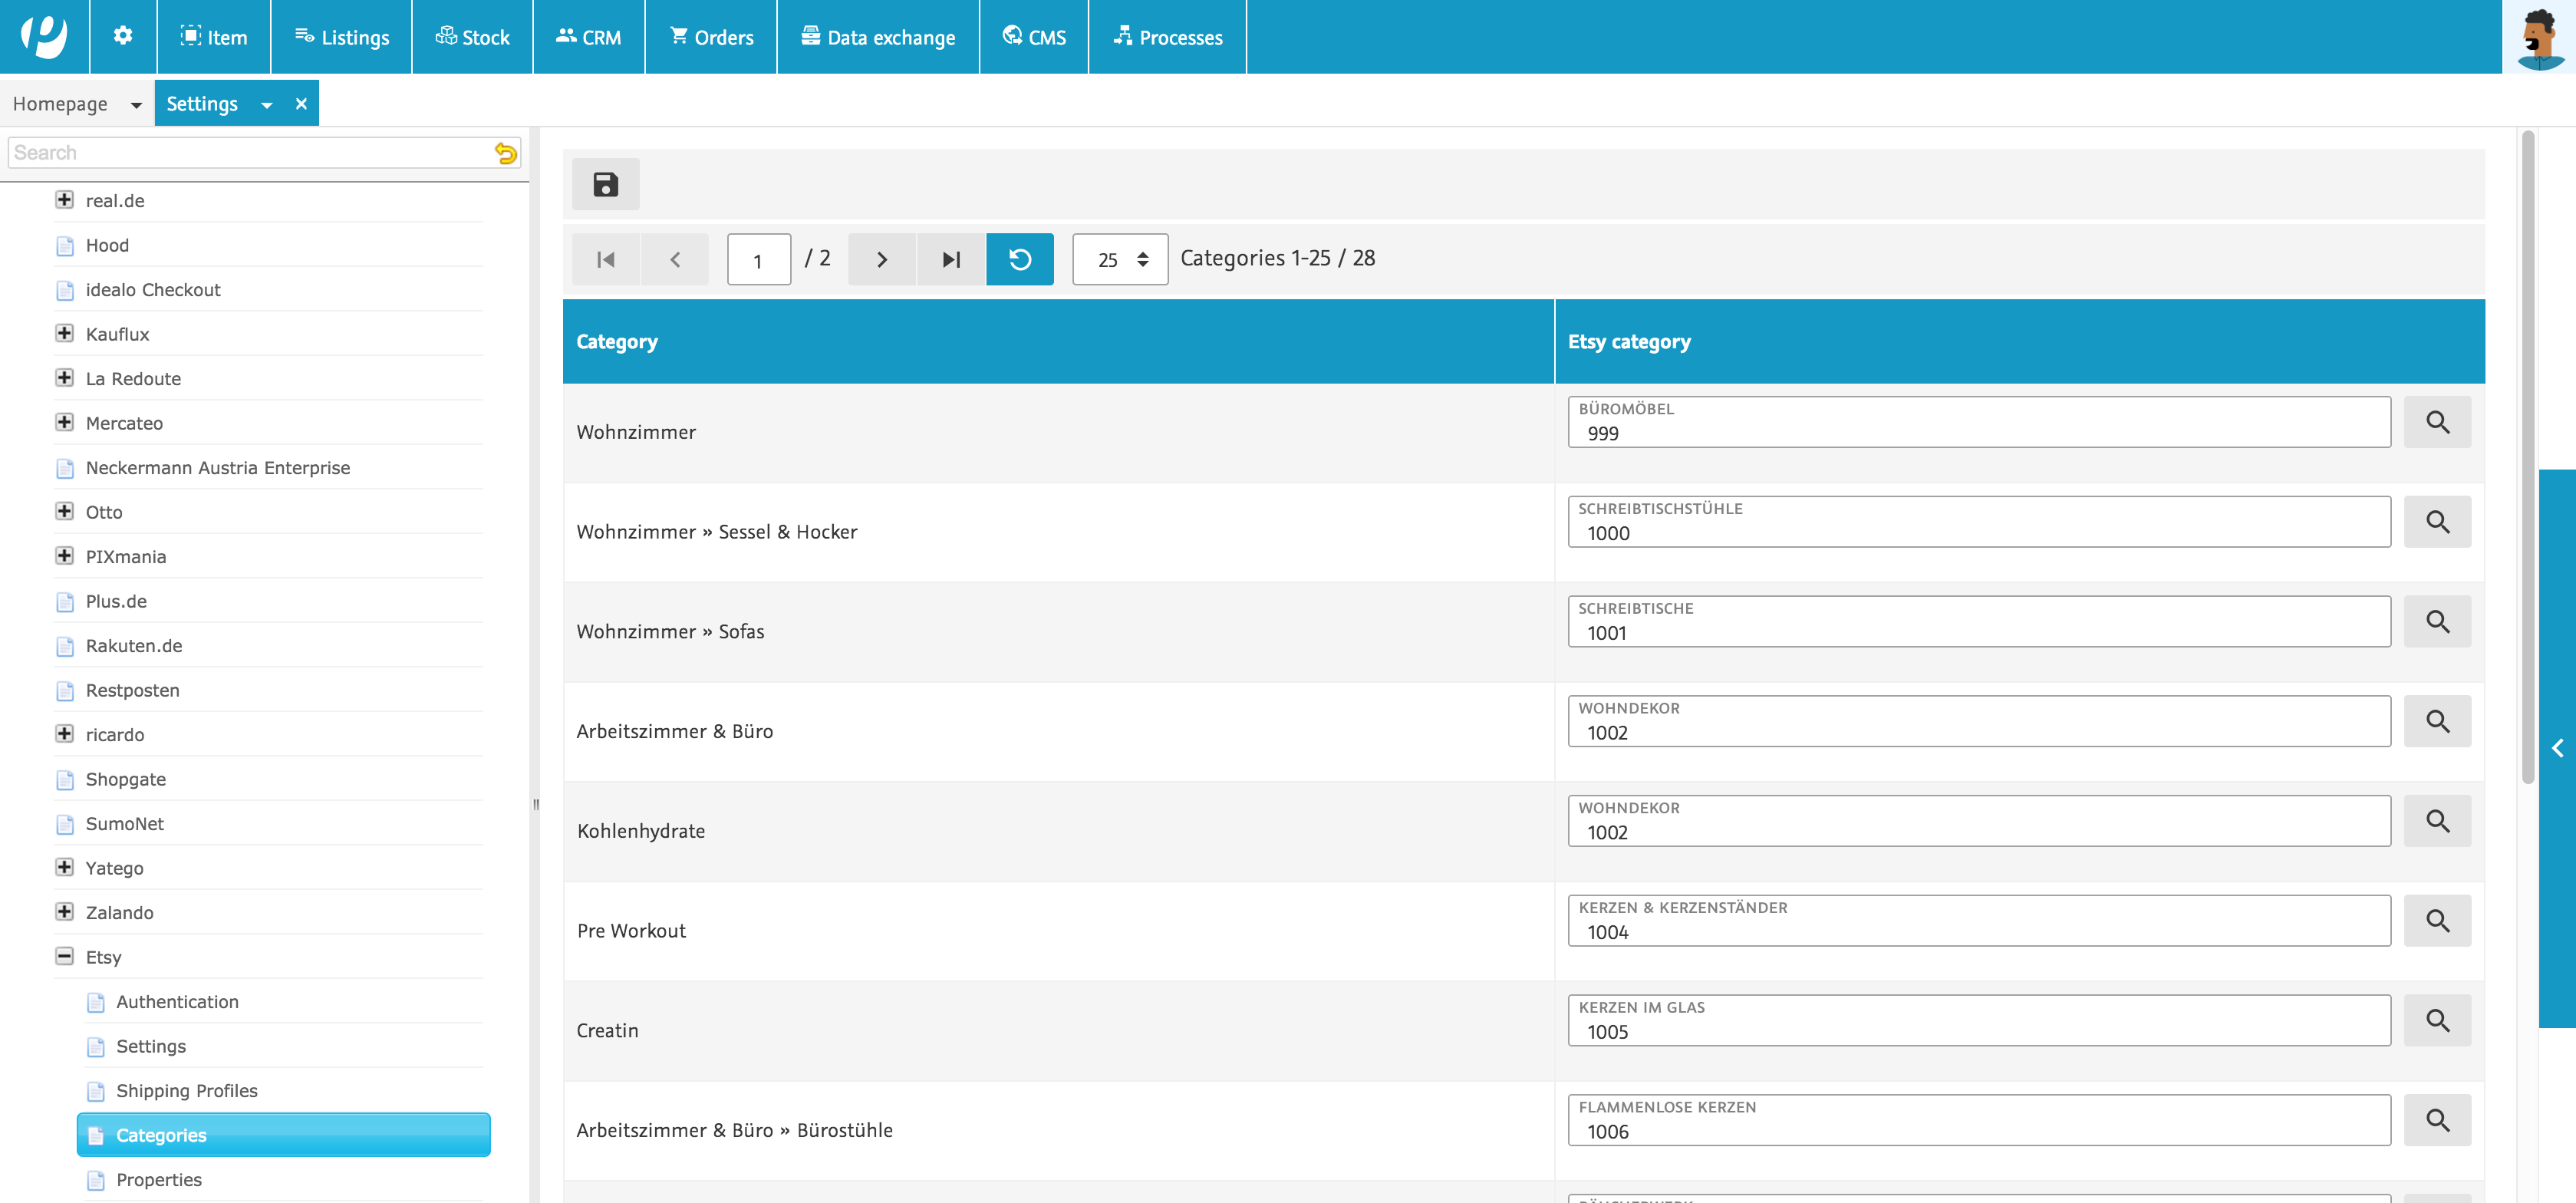 Item
Listings
Stock
CRM
Orders
Data exchange
CMS
Processes
Homepage
Settings
Search
real.de
Hood
idealo Checkout
Kauflux
La Redoute
Mercateo
Neckermann Austria Enterprise
Otto
PIXmania
Plus.de
Rakuten.de
Restposten
ricardo
Shopgate
SumoNet
Yatego
Zalando
Etsy
Authentication
Settings
Shipping Profiles
Categories
Properties
1 / 2
25
Categories 1-25 / 28
Category
Etsy category
Wohnzimmer
BÜROMÖBEL
999
Wohnzimmer » Sessel & Hocker
SCHREIBTISCHSTÜHLE
1000
Wohnzimmer » Sofas
SCHREIBTISCHE
1001
Arbeitszimmer & Büro
WOHNDEKOR
1002
Kohlenhydrate
WOHNDEKOR
1002
Pre Workout
KERZEN & KERZENSTÄNDER
1004
Creatin
KERZEN IM GLAS
1005
Arbeitszimmer & Büro » Bürostühle
FLAMMENLOSE KERZEN
1006